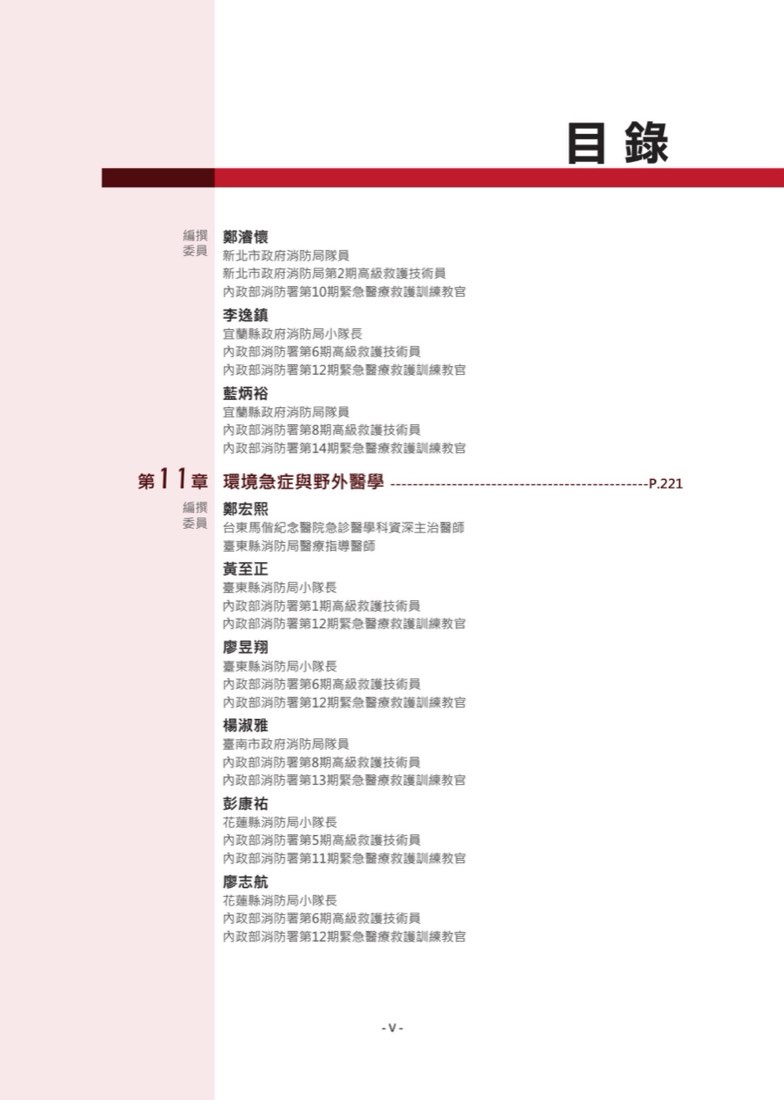 目錄
編撰委員
鄭濬懷
新北市政府消防局隊員
新北市政府消防局第2期高級救護技術員
內政部消防署第10期緊急醫療救護訓練教官
李逸鎮
宜蘭縣政府消防局小隊長
內政部消防署第6期高級救護技術員
內政部消防署第12期緊急醫療救護訓練教官
藍炳裕
宜蘭縣政府消防局隊員
內政部消防署第8期高級救護技術員
內政部消防署第14期緊急醫療救護訓練教官
第11章 環境急症與野外醫學 ----------------------------------------------P.221
編撰委員
鄭宏熙
台東馬偕紀念醫院急診醫學科資深主治醫師
臺東縣消防局醫療指導醫師
黃至正
臺東縣消防局小隊長
內政部消防署第1期高級救護技術員
內政部消防署第12期緊急醫療救護訓練教官
廖昱翔
臺東縣消防局小隊長
內政部消防署第6期高級救護技術員
內政部消防署第12期緊急醫療救護訓練教官
楊淑雅
臺南市政府消防局隊員
內政部消防署第8期高級救護技術員
內政部消防署第13期緊急醫療救護訓練教官
彭康祐
花蓮縣消防局小隊長
內政部消防署第5期高級救護技術員
內政部消防署第11期緊急醫療救護訓練教官
廖志航
花蓮縣消防局小隊長
內政部消防署第6期高級救護技術員
內政部消防署第12期緊急醫療救護訓練教官
- V -